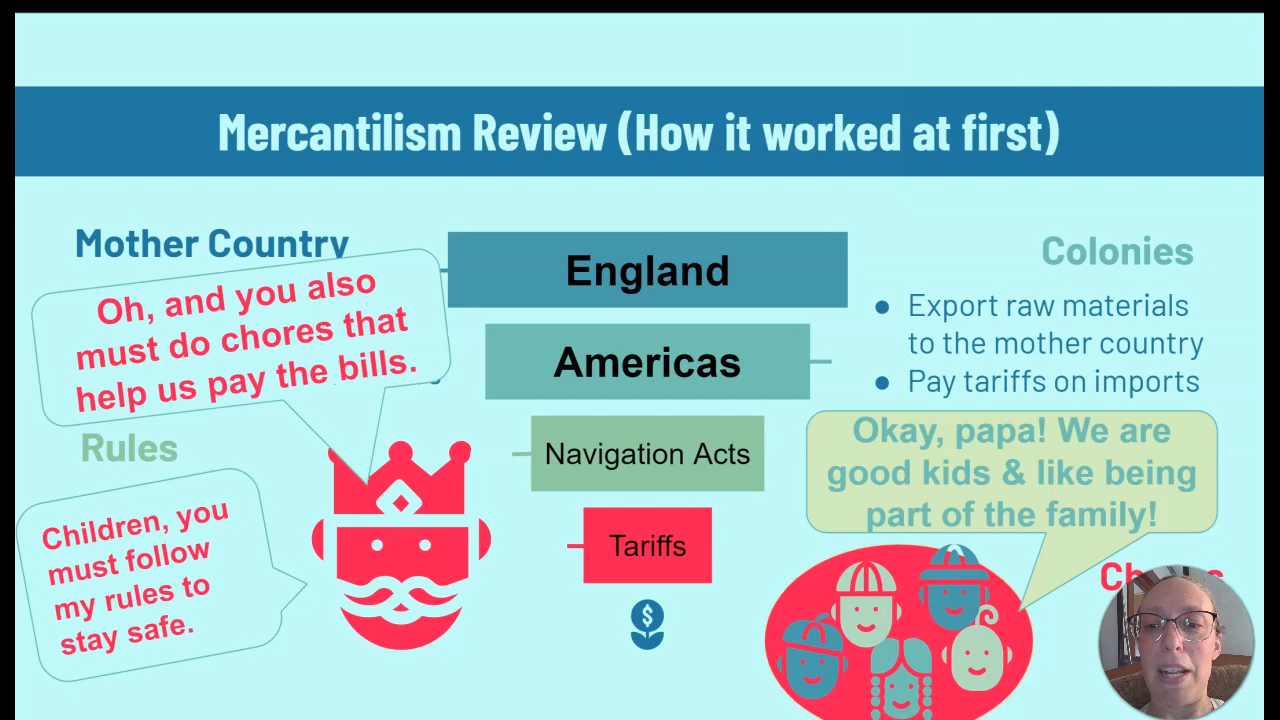 Mercantilism Review (How it worked at first)
Mother Country
Oh, and you also
must do chores that
help us pay the bills.
Rules
Children, you
must follow
my rules to
stay safe.
England
Americas
Navigation Acts
Tariffs
$
Colonies
● Export raw materials
to the mother country
● Pay tariffs on imports
Okay, papa! We are
good kids & like being
part of the family!